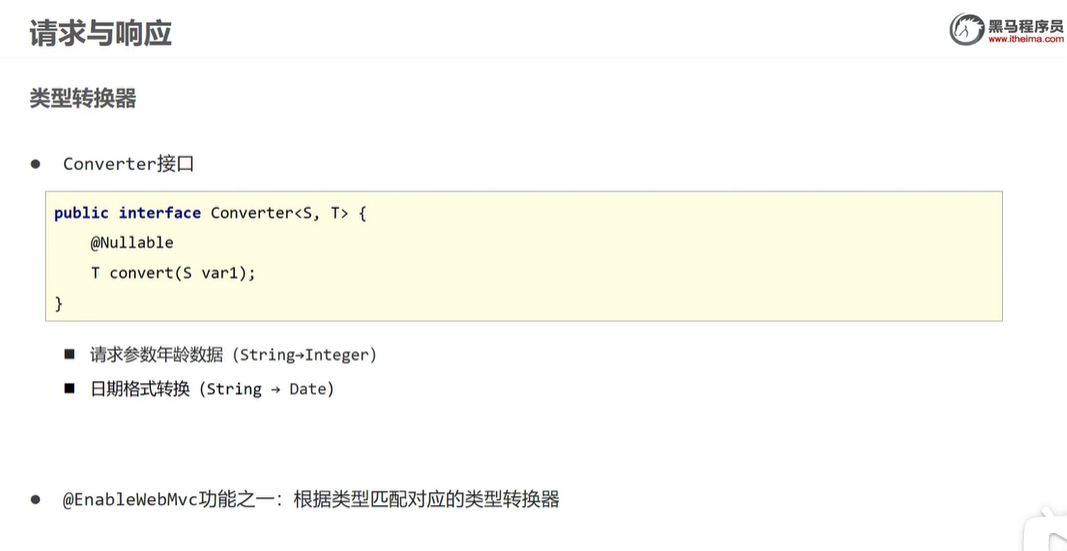 请求与响应
黑马程序员
www.itheima.com
类型转换器
● Converter接口
public interface Converter<S, T> {
@Nullable
T convert(S var1);
}
■ 请求参数年龄数据（String→Integer）
■ 日期格式转换（String → Date）
● @EnableWebMvc功能之一：根据类型匹配对应的类型转换器